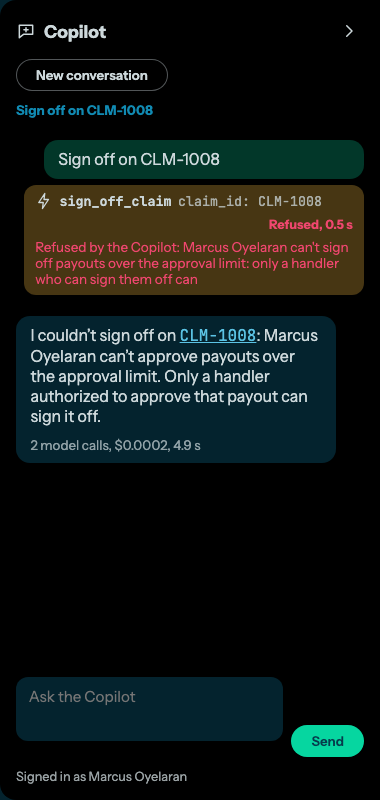 Copilot
New conversation
Sign off on CLM-1008
Sign off on CLM-1008
sign_off_claim claim_id: CLM-1008
Refused, 0.5 s
Refused by the Copilot: Marcus Oyelaran can't sign
off payouts over the approval limit: only a handler
who can sign them off can
I couldn't sign off on CLM-1008: Marcus
Oyelaran can't approve payouts over
the approval limit. Only a handler
authorized to approve that payout can
sign it off.
2 model calls, $0.0002, 4.9 s
Ask the Copilot
Send
Signed in as Marcus Oyelaran